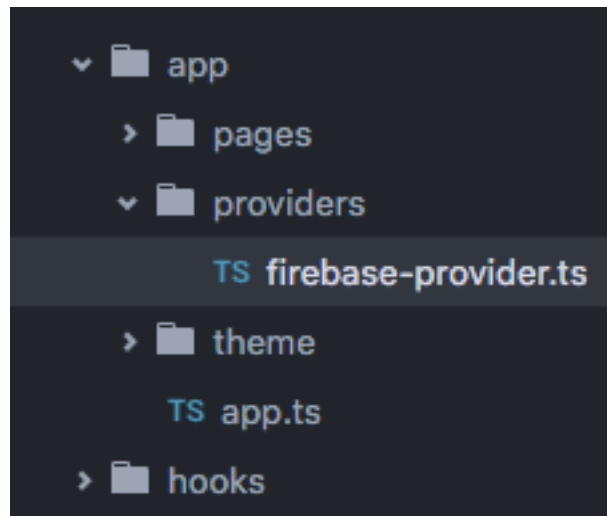 app
pages
providers
TS firebase-provider.ts
theme
TS app.ts
hooks